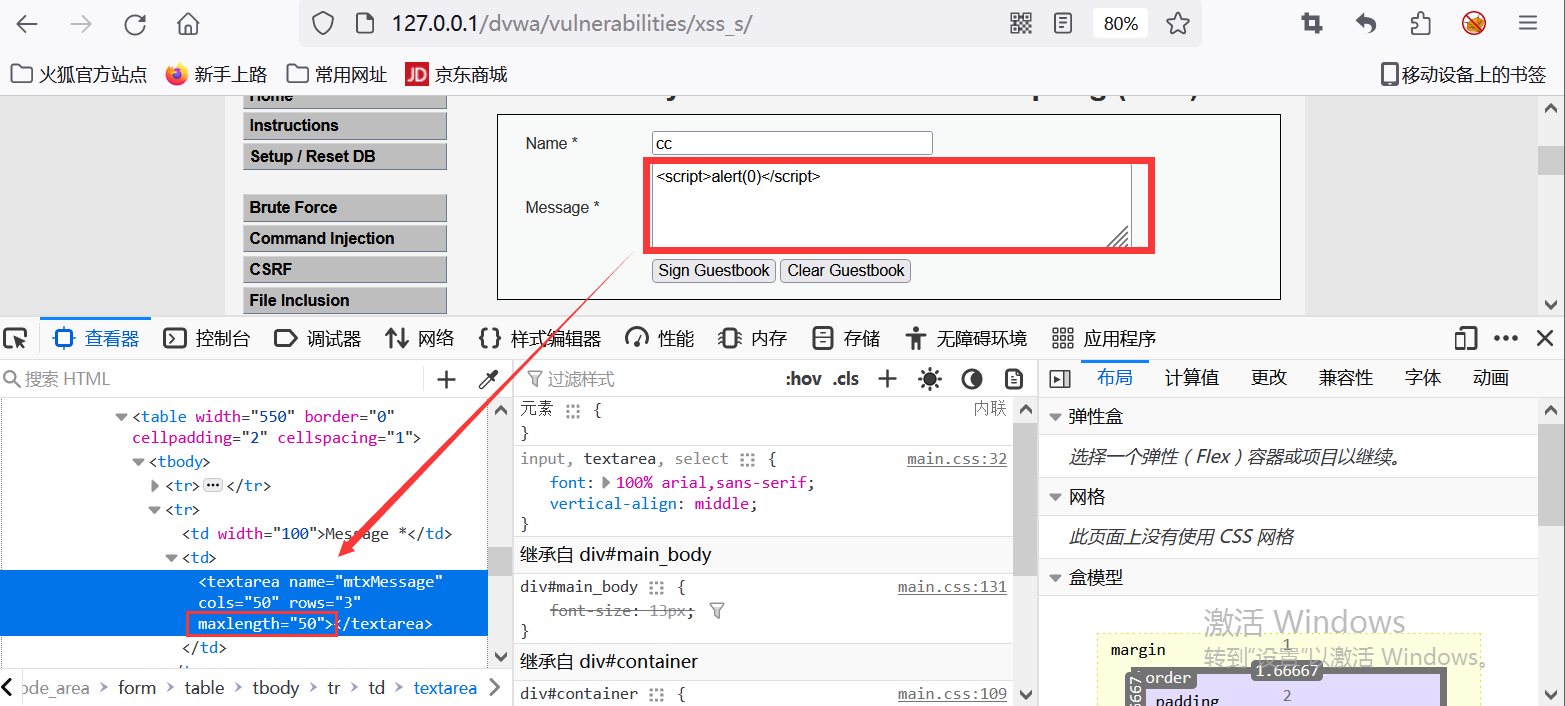 127.0.0.1/dvwa/vulnerabilities/xss_s/ 80%
火狐官方站点 新手上路 常用网址 JD 京东商城 移动设备上的书签
Home
Instructions
Setup / Reset DB
Brute Force
Command Injection
CSRF
File Inclusion
Name * cc
Message * <script>alert(0)</script>
Sign Guestbook Clear Guestbook
查看器 控制台 调试器 网络 样式编辑器 性能 内存 存储 无障碍环境 应用程序
搜索 HTML
<table width="550" border="0"
cellpadding="2" cellspacing="1">
<tbody>
<tr> ••• </tr>
<tr>
<td width="100">Message *</td>
<td>
<textarea name="mtxMessage"
cols="50" rows="3"
maxlength="50"></textarea>
</td>
ode_area > form > table > tbody > tr > td > textarea
过滤样式 :hov .cls
元素 { 内联
}
input, textarea, select { main.css:32
font: 100% arial,sans-serif;
vertical-align: middle;
}
继承自 div#main_body
div#main_body { main.css:131
font-size: 13px;
}
继承自 div#container
div#container { main.css:109
布局 计算值 更改 兼容性 字体 动画
弹性盒
选择一个弹性（Flex）容器或项目以继续。
网格
此页面上没有使用 CSS 网格
盒模型
margin 1
order 1.66667
padding 2
6667
激活 Windows
转到“设置”以激活 Windows。